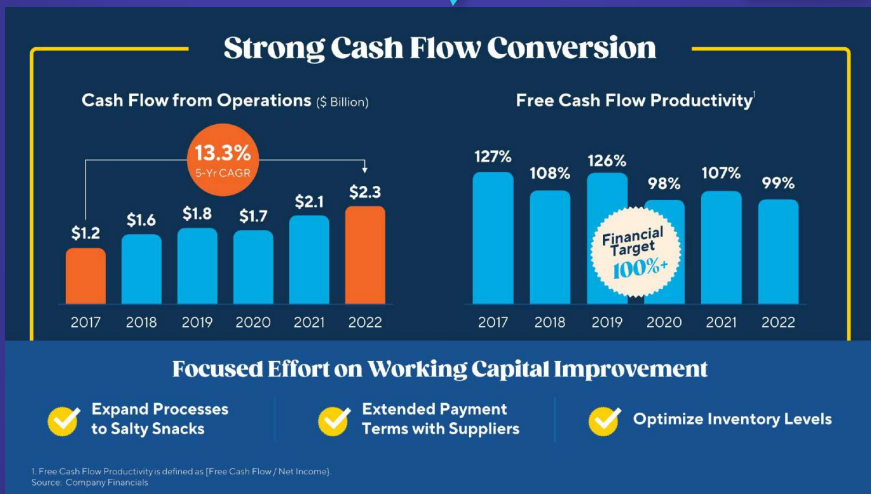 Strong Cash Flow Conversion
Cash Flow from Operations ($ Billion)
13.3%
5-Yr CAGR
$1.2
$1.6
$1.8
$1.7
$2.1
$2.3
2017
2018
2019
2020
2021
2022
Free Cash Flow Productivity¹
127%
108%
126%
98%
107%
99%
Financial
Target
100%+
2017
2018
2019
2020
2021
2022
Focused Effort on Working Capital Improvement
Expand Processes
to Salty Snacks
Extended Payment
Terms with Suppliers
Optimize Inventory Levels
1. Free Cash Flow Productivity is defined as [Free Cash Flow / Net Income].
Source: Company Financials